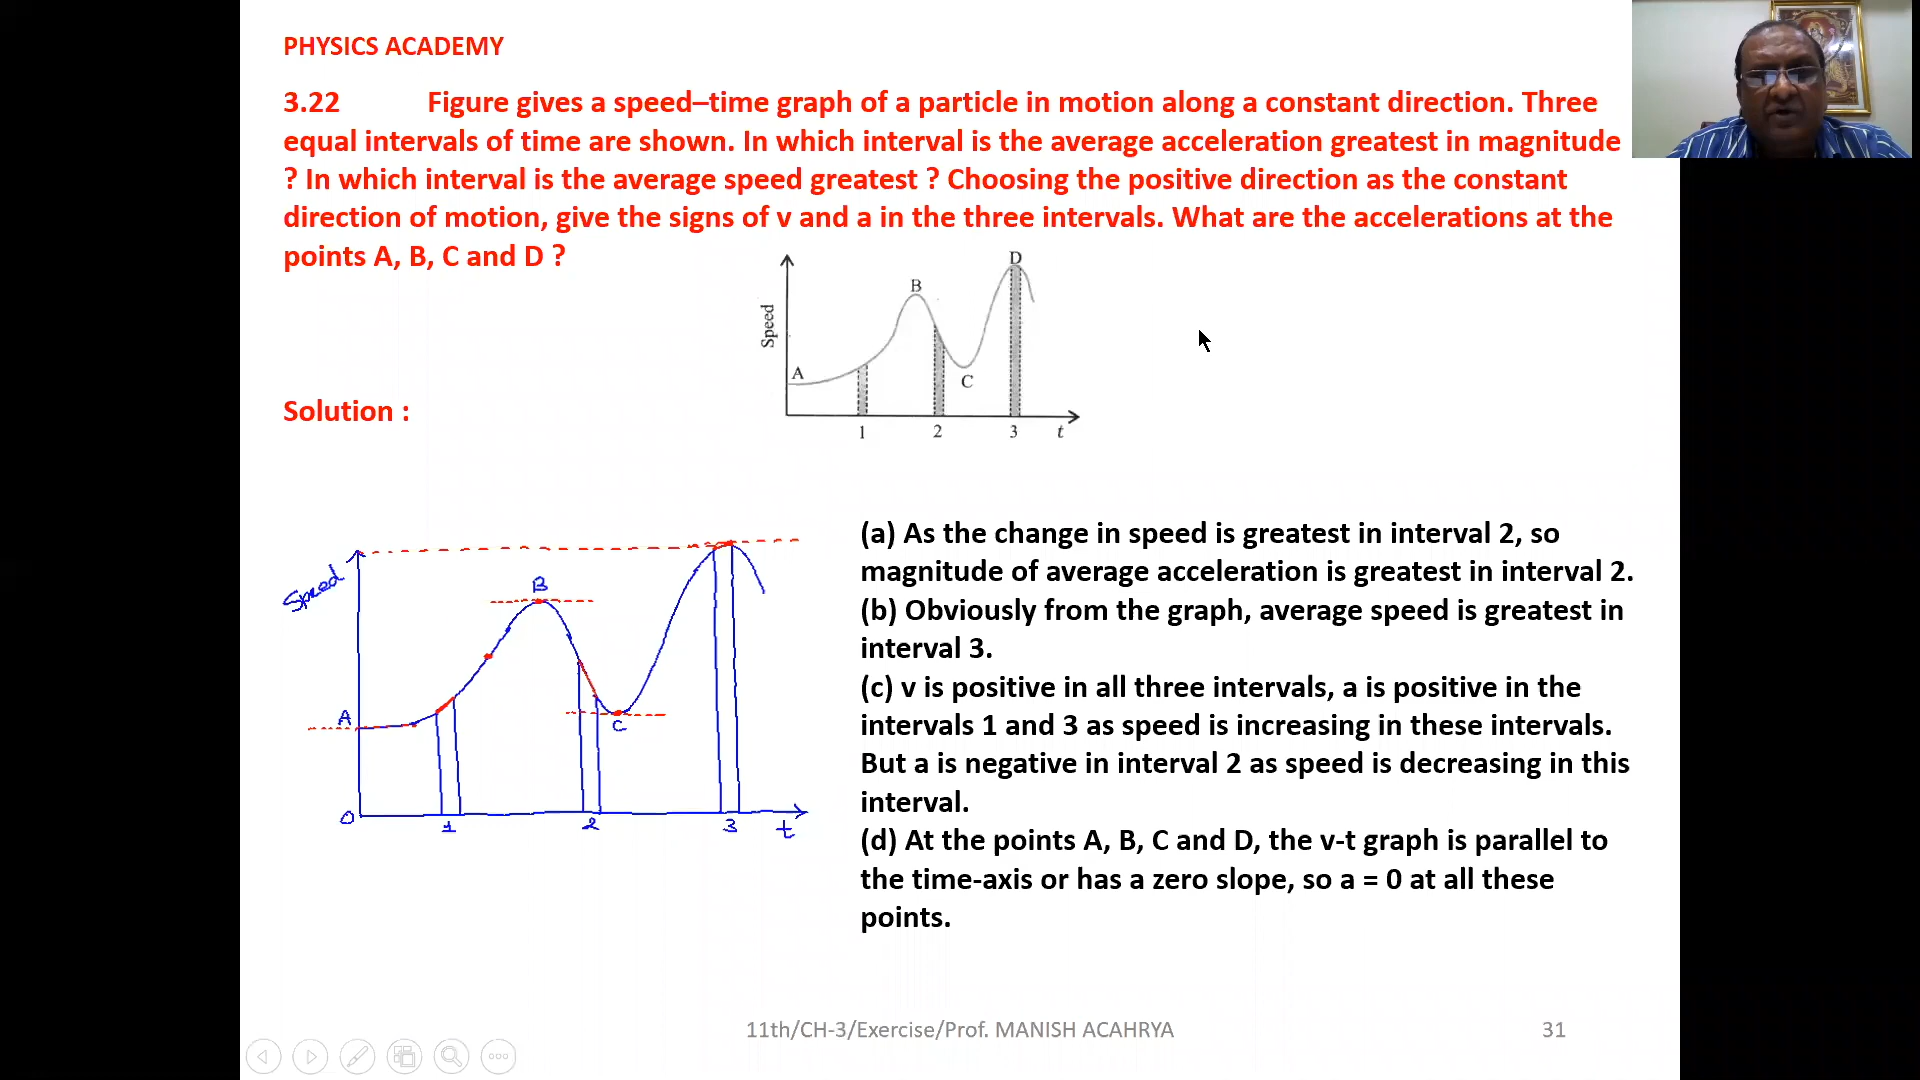 PHYSICS ACADEMY
3.22 Figure gives a speed–time graph of a particle in motion along a constant direction. Three
equal intervals of time are shown. In which interval is the average acceleration greatest in magnitude
? In which interval is the average speed greatest ? Choosing the positive direction as the constant
direction of motion, give the signs of v and a in the three intervals. What are the accelerations at the
points A, B, C and D ?
D
B
Speed
A
C
1 2 3 t
Solution :
Speed
B
A
C
O 1 2 3 t
(a) As the change in speed is greatest in interval 2, so
magnitude of average acceleration is greatest in interval 2.
(b) Obviously from the graph, average speed is greatest in
interval 3.
(c) v is positive in all three intervals, a is positive in the
intervals 1 and 3 as speed is increasing in these intervals.
But a is negative in interval 2 as speed is decreasing in this
interval.
(d) At the points A, B, C and D, the v-t graph is parallel to
the time-axis or has a zero slope, so a = 0 at all these
points.
11th/CH-3/Exercise/Prof. MANISH ACAHRYA 31